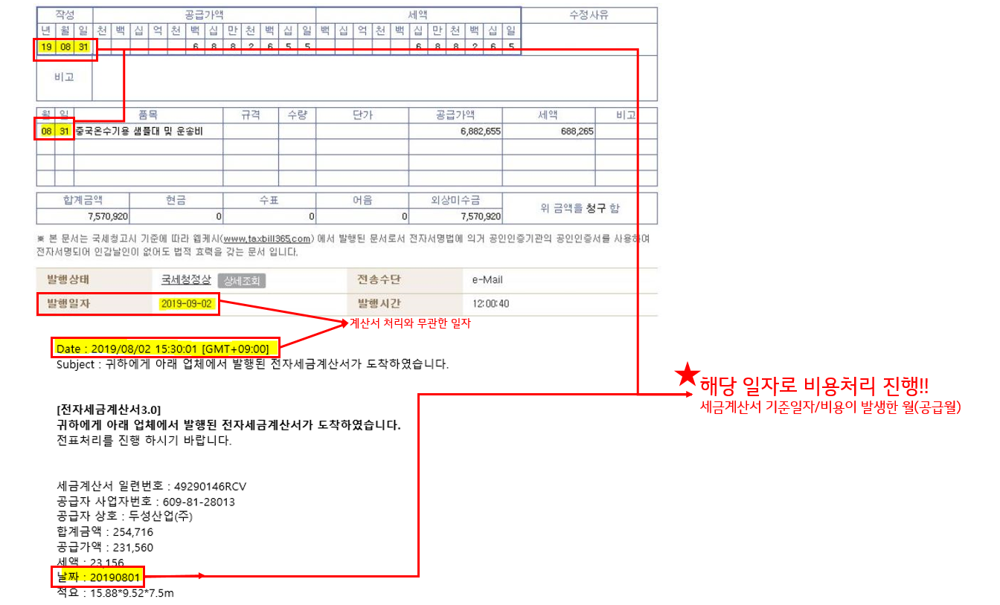 작성 공급가액 세액 수정사유
년 월 일 천 백 십 억 천 백 십 만 천 백 십 일 백 십 억 천 백 십 만 천 백 십 일
19 08 31 6 8 8 2 6 5 5 6 8 8 2 6 5
비고
월 일 품목 규격 수량 단가 공급가액 세액 비고
08 31 중국온수기용 샘플대 및 운송비 6,882,655 688,265
합계금액 현금 수표 어음 외상미수금 위 금액을 청구 함
7,570,920 0 0 0 7,570,920
※ 본 문서는 국세청고시 기준에 따라 웹케시(www.taxbill365.com) 에서 발행된 문서로서 전자서명법에 의거 공인인증기관의 공인인증서를 사용하여
전자서명되어 인감날인이 없어도 법적 효력을 갖는 문서 입니다.
발행상태 국세청정상 상세조회 전송수단 e-Mail
발행일자 2019-09-02 발행시간 12:00:40
계산서 처리와 무관한 일자
Date : 2019/08/02 15:30:01 [GMT+09:00]
Subject : 귀하에게 아래 업체에서 발행된 전자세금계산서가 도착하였습니다.
해당 일자로 비용처리 진행!!
세금계산서 기준일자/비용이 발생한 월(공급월)
[전자세금계산서3.0]
귀하에게 아래 업체에서 발행된 전자세금계산서가 도착하였습니다.
전표처리를 진행 하시기 바랍니다.
세금계산서 일련번호 : 49290146RCV
공급자 사업자번호 : 609-81-28013
공급자 상호 : 두성산업(주)
합계금액 : 254,716
공급가액 : 231,560
세액 : 23,156
날짜 : 20190801
적요 : 15.88*9.52*7.5m